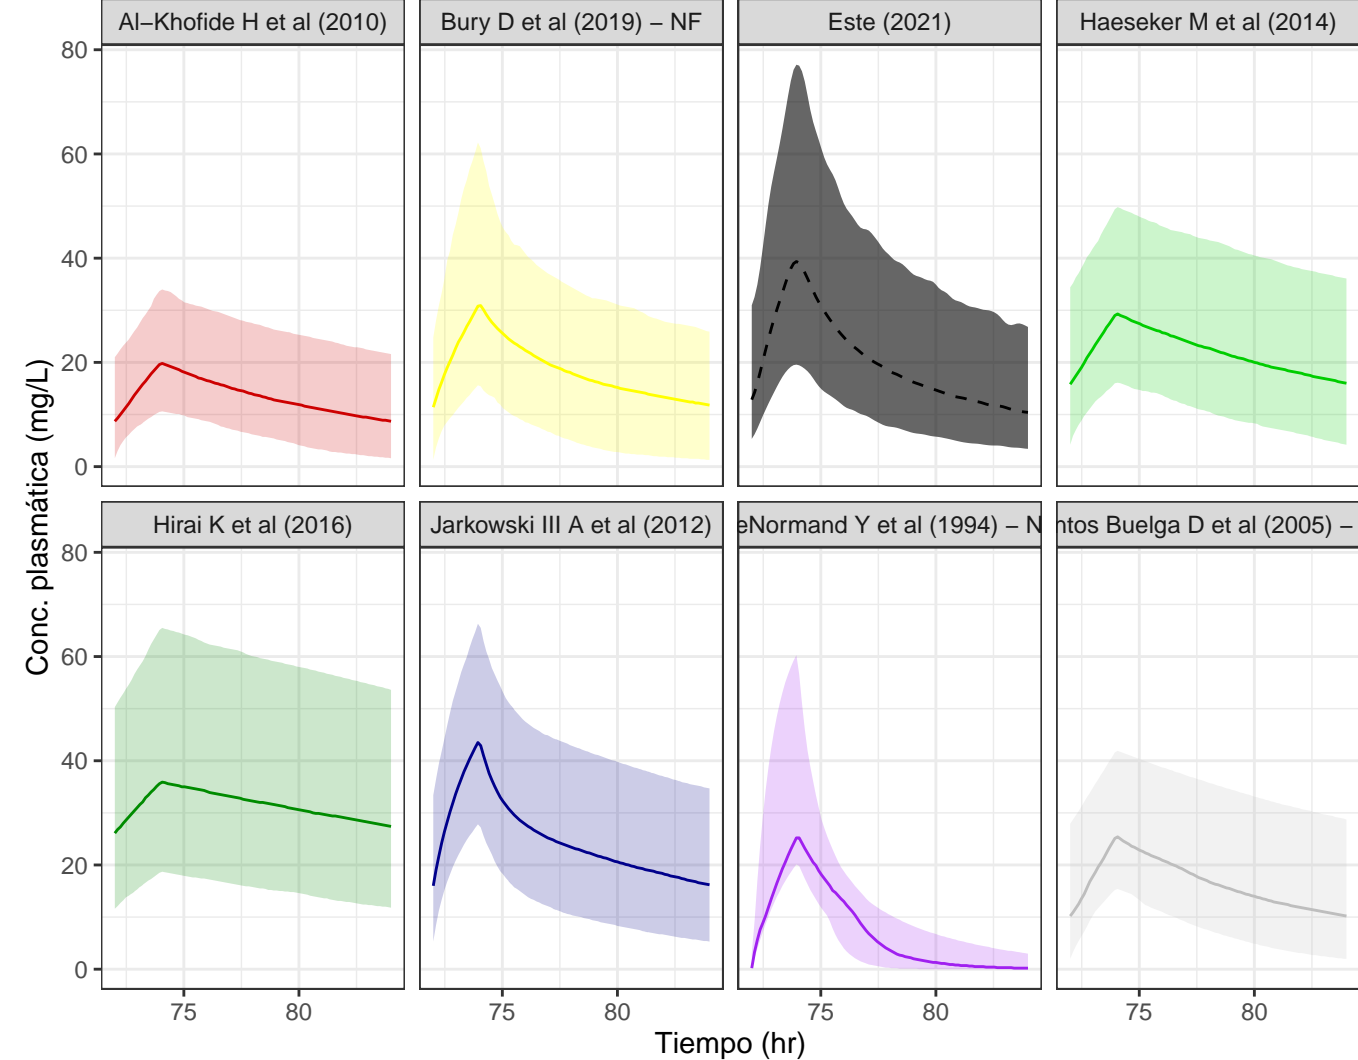 Al−Khofide H et al (2010)
Bury D et al (2019) − NF
Este (2021)
Haeseker M et al (2014)
80
60
40
20
0
Conc. plasmática (mg/L)
Hirai K et al (2016)
Jarkowski III A et al (2012)
eNormand Y et al (1994) − N
ntos Buelga D et al (2005) −
80
60
40
20
0
75 80 75 80 75 80 75 80
Tiempo (hr)